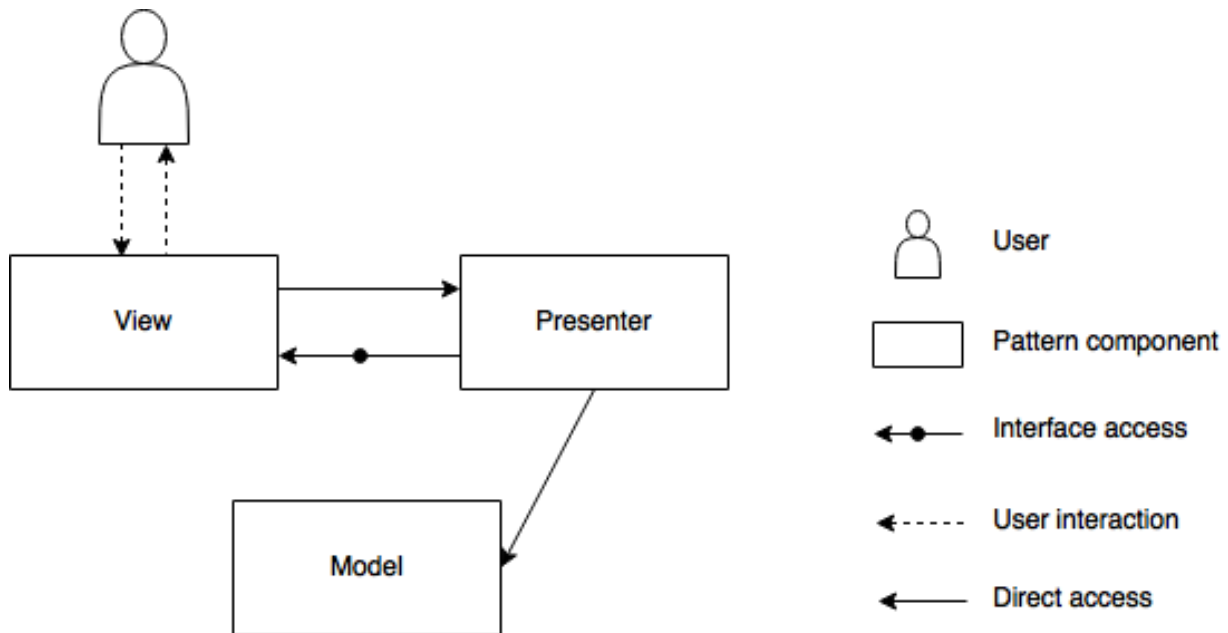 View
Presenter
Model
User
Pattern component
Interface access
User interaction
Direct access